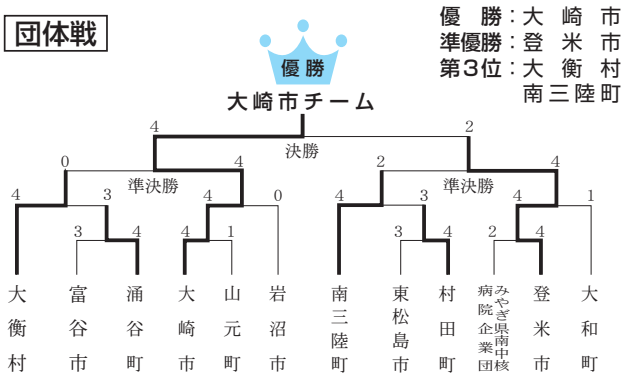 団体戦
優勝
大崎市チーム
優勝：大崎市
準優勝：登米市
第3位：大衡村
南三陸町
4
2
決勝
0
4
2
4
準決勝
準決勝
4
3
4
0
4
3
4
1
3
4
4
1
3
4
2
4
大衡村
富谷市
涌谷町
大崎市
山元町
岩沼市
南三陸町
東松島市
村田町
みやぎ県南中核
病院企業団
登米市
大和町